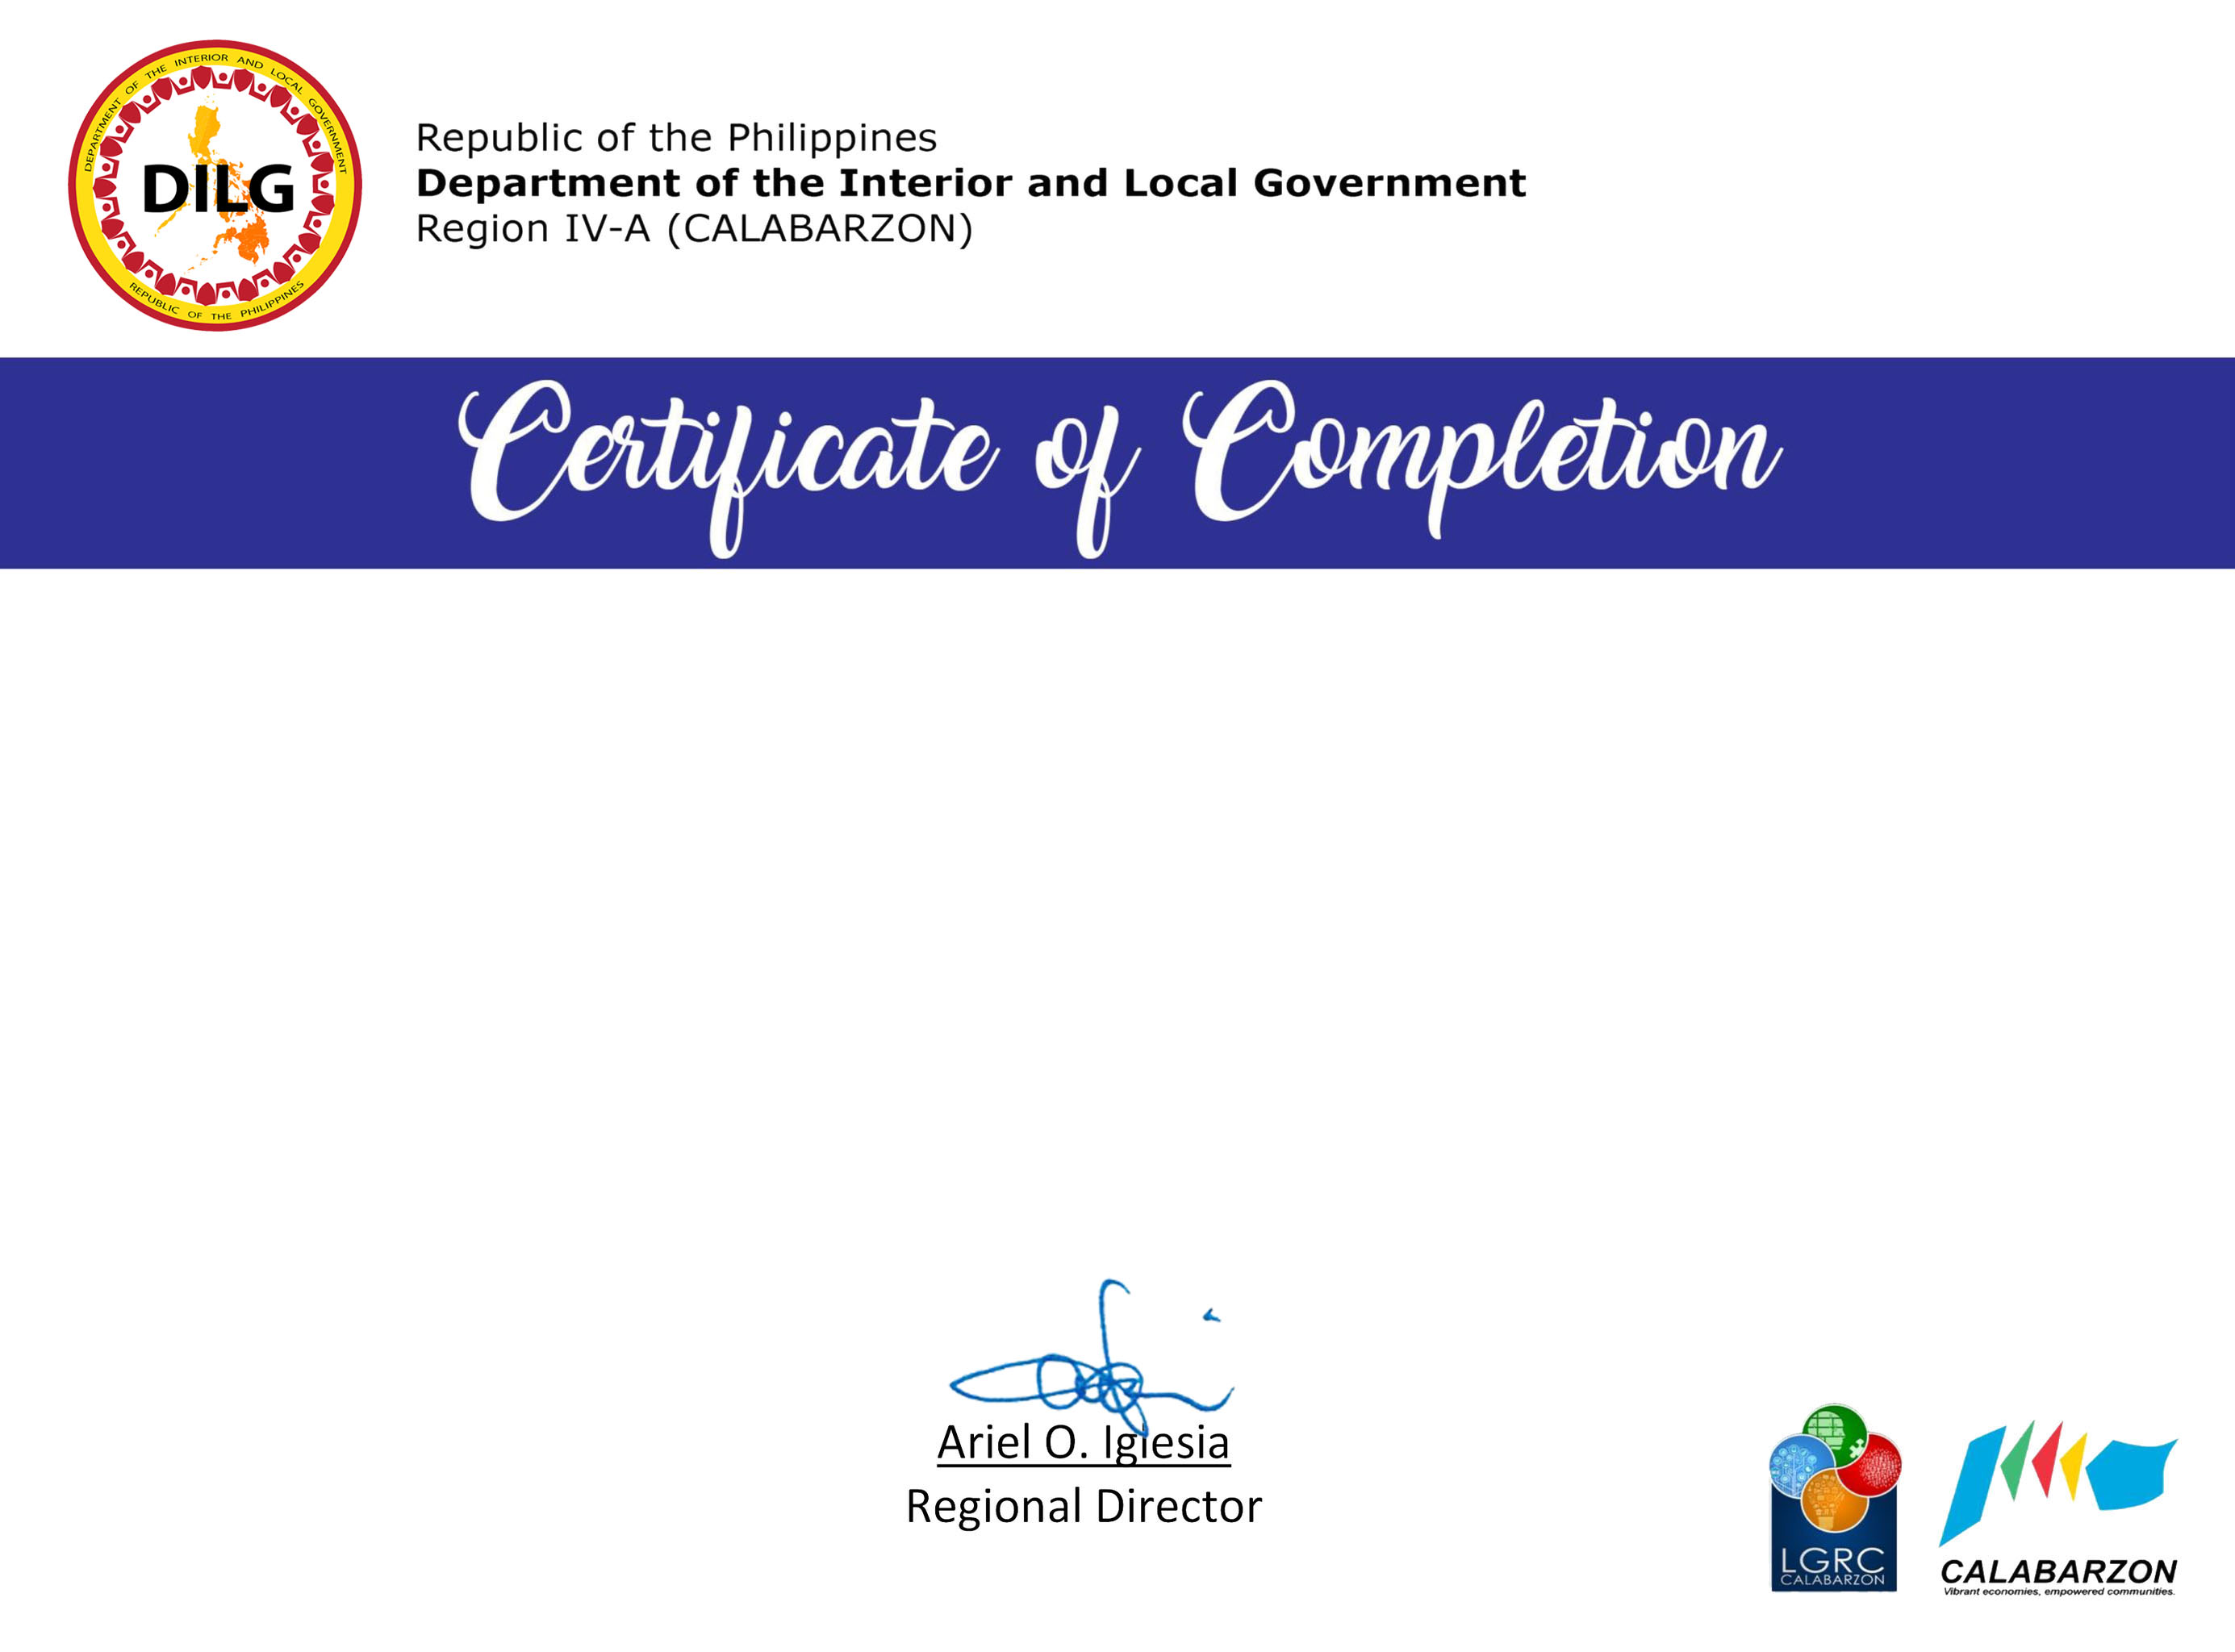 DEPARTMENT OF THE INTERIOR AND LOCAL GOVERNMENT
DILG
REPUBLIC OF THE PHILIPPINES
Republic of the Philippines
Department of the Interior and Local Government
Region IV-A (CALABARZON)
Certificate of Completion
Ariel O. Iglesia
Regional Director
LGRC
CALABARZON
CALABARZON
Vibrant economies, empowered communities.